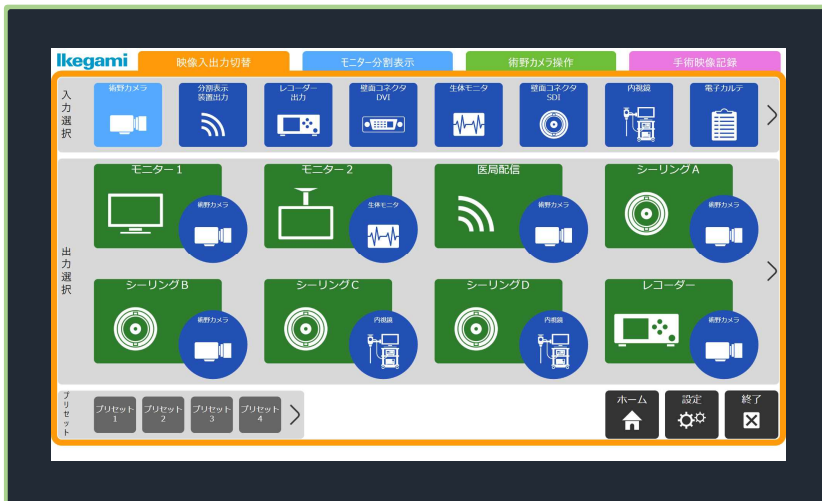 Ikegami
映像入出力切替
モニター分割表示
術野カメラ操作
手術映像記録
入力選択
術野カメラ
分割表示
装置出力
レコーダー
出力
壁面コネクタ
DVI
生体モニタ
壁面コネクタ
SDI
内視鏡
電子カルテ
出力選択
モニター1
術野カメラ
モニター2
生体モニタ
医局配信
術野カメラ
シーリングA
術野カメラ
シーリングB
術野カメラ
シーリングC
内視鏡
シーリングD
内視鏡
レコーダー
術野カメラ
プリセット
プリセット
1
プリセット
2
プリセット
3
プリセット
4
ホーム
設定
終了